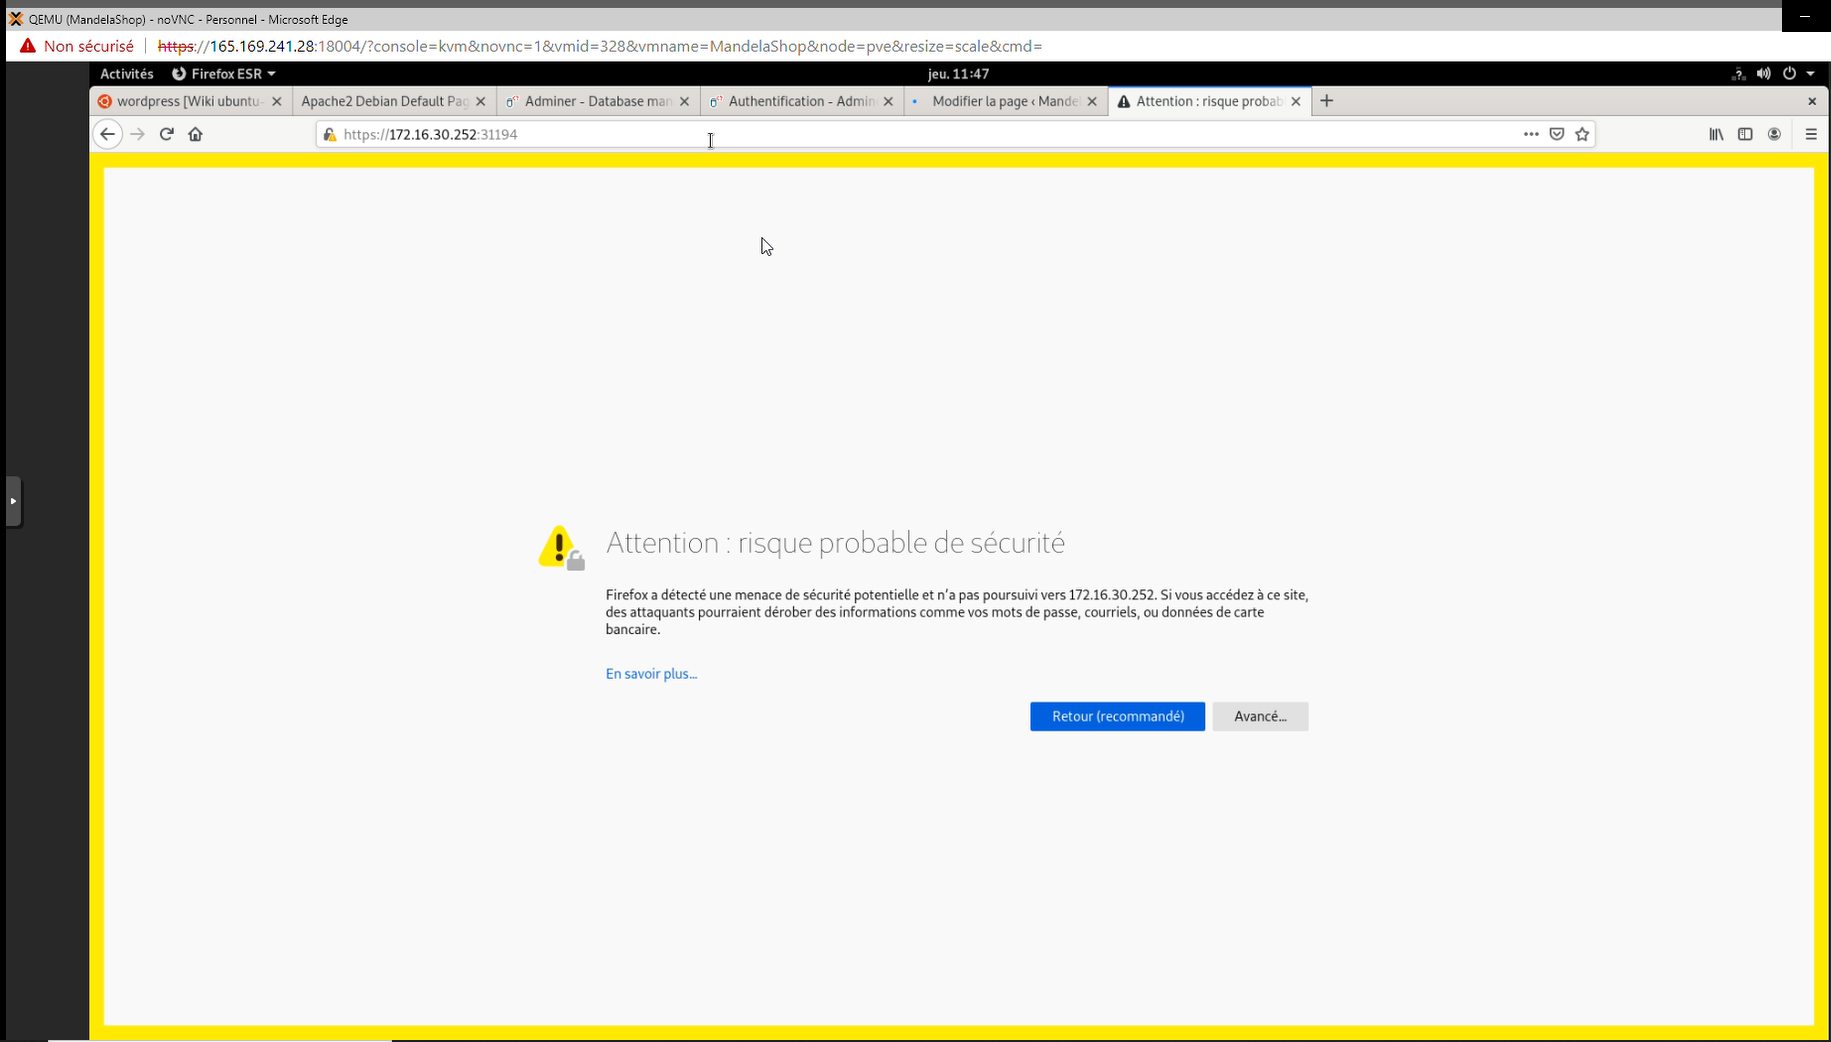 QEMU (MandelaShop) - noVNC - Personnel - Microsoft Edge
Non sécurisé https://165.169.241.28:18004/?console=kvm&novnc=1&vmid=328&vmname=MandelaShop&node=pve&resize=scale&cmd=
Activités Firefox ESR jeu. 11:47
wordpress [Wiki ubuntu- Apache2 Debian Default Pag Adminer - Database man Authentification - Admin Modifier la page ‹ Mandel Attention : risque probab
https://172.16.30.252:31194
Attention : risque probable de sécurité
Firefox a détecté une menace de sécurité potentielle et n'a pas poursuivi vers 172.16.30.252. Si vous accédez à ce site,
des attaquants pourraient dérober des informations comme vos mots de passe, courriels, ou données de carte
bancaire.
En savoir plus…
Retour (recommandé) Avancé…